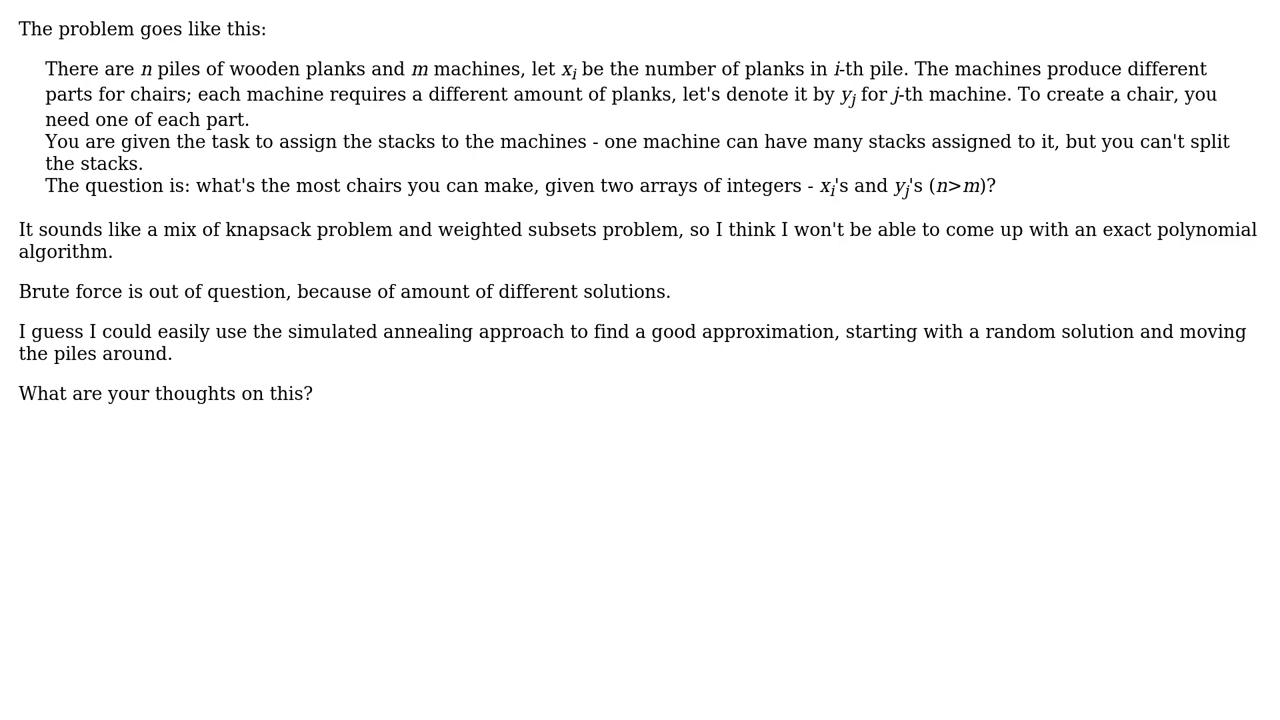 The problem goes like this:
There are n piles of wooden planks and m machines, let xi be the number of planks in i-th pile. The machines produce different
parts for chairs; each machine requires a different amount of planks, let's denote it by yj for j-th machine. To create a chair, you
need one of each part.
You are given the task to assign the stacks to the machines - one machine can have many stacks assigned to it, but you can't split
the stacks.
The question is: what's the most chairs you can make, given two arrays of integers - xi's and yj's (n>m)?
It sounds like a mix of knapsack problem and weighted subsets problem, so I think I won't be able to come up with an exact polynomial
algorithm.
Brute force is out of question, because of amount of different solutions.
I guess I could easily use the simulated annealing approach to find a good approximation, starting with a random solution and moving
the piles around.
What are your thoughts on this?